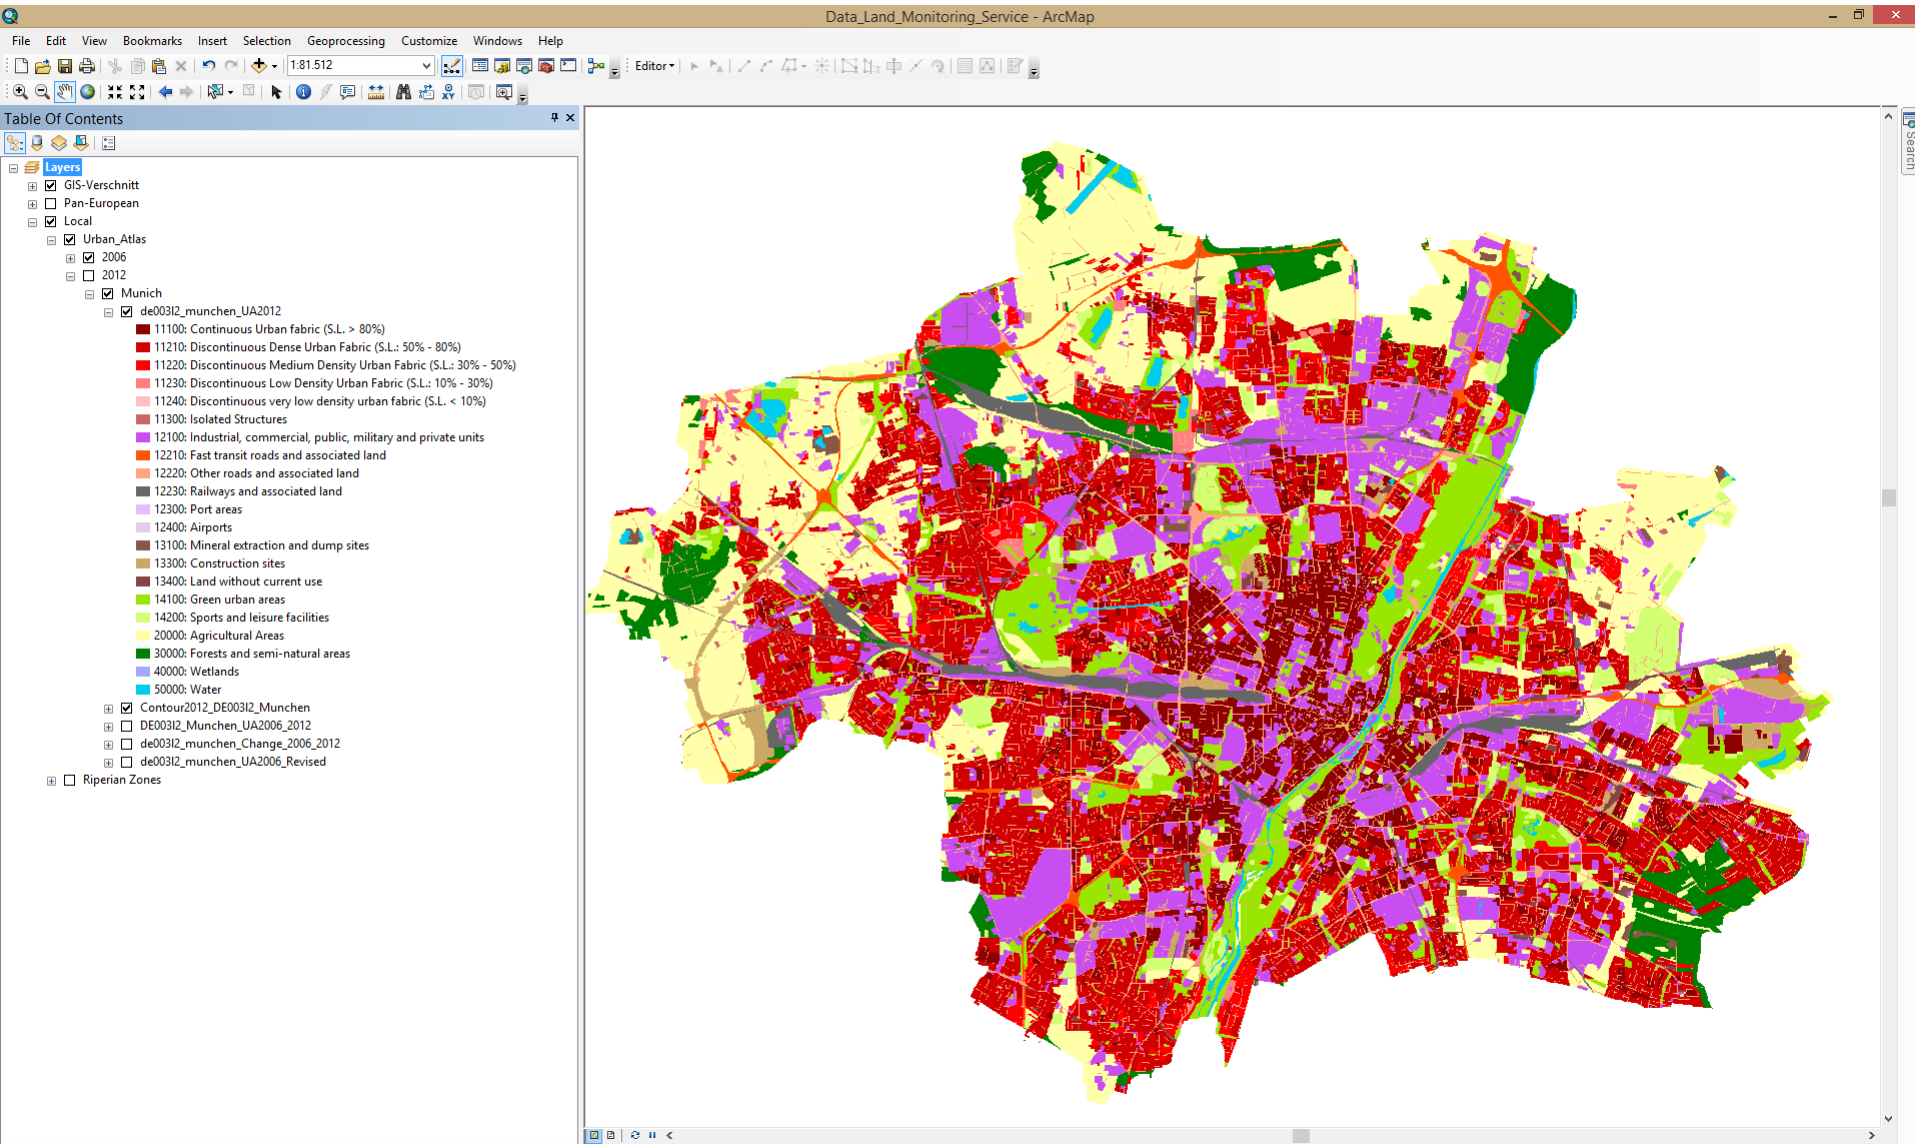 Data_Land_Monitoring_Service - ArcMap
File Edit View Bookmarks Insert Selection Geoprocessing Customize Windows Help
1:81.512 Editor
XY
Table Of Contents
Search
Layers
GIS-Verschnitt
Pan-European
Local
Urban_Atlas
2006
2012
Munich
de003l2_munchen_UA2012
11100: Continuous Urban fabric (S.L. > 80%)
11210: Discontinuous Dense Urban Fabric (S.L.: 50% - 80%)
11220: Discontinuous Medium Density Urban Fabric (S.L.: 30% - 50%)
11230: Discontinuous Low Density Urban Fabric (S.L.: 10% - 30%)
11240: Discontinuous very low density urban fabric (S.L. < 10%)
11300: Isolated Structures
12100: Industrial, commercial, public, military and private units
12210: Fast transit roads and associated land
12220: Other roads and associated land
12230: Railways and associated land
12300: Port areas
12400: Airports
13100: Mineral extraction and dump sites
13300: Construction sites
13400: Land without current use
14100: Green urban areas
14200: Sports and leisure facilities
20000: Agricultural Areas
30000: Forests and semi-natural areas
40000: Wetlands
50000: Water
Contour2012_DE003l2_Munchen
DE003l2_Munchen_UA2006_2012
de003l2_munchen_Change_2006_2012
de003l2_munchen_UA2006_Revised
Riperian Zones